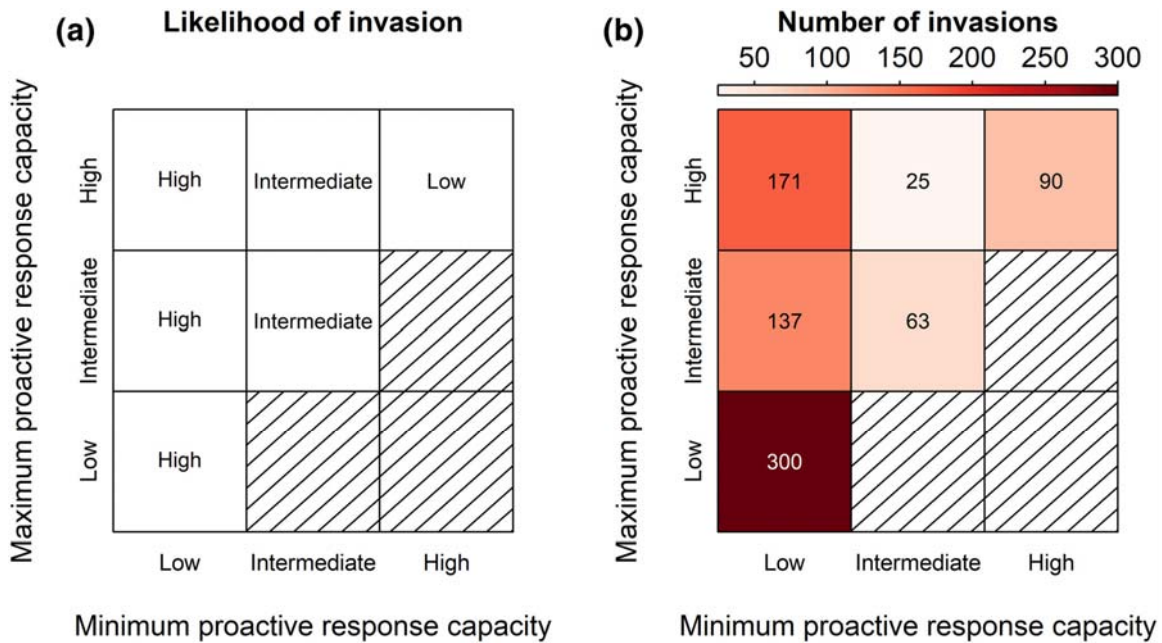 (a) Likelihood of invasion
Maximum proactive response capacity
High
Intermediate
Low
High Intermediate Low
High Intermediate
High
Low Intermediate High
Minimum proactive response capacity
(b) Number of invasions
50 100 150 200 250 300
Maximum proactive response capacity
High
Intermediate
Low
171 25 90
137 63
300
Low Intermediate High
Minimum proactive response capacity